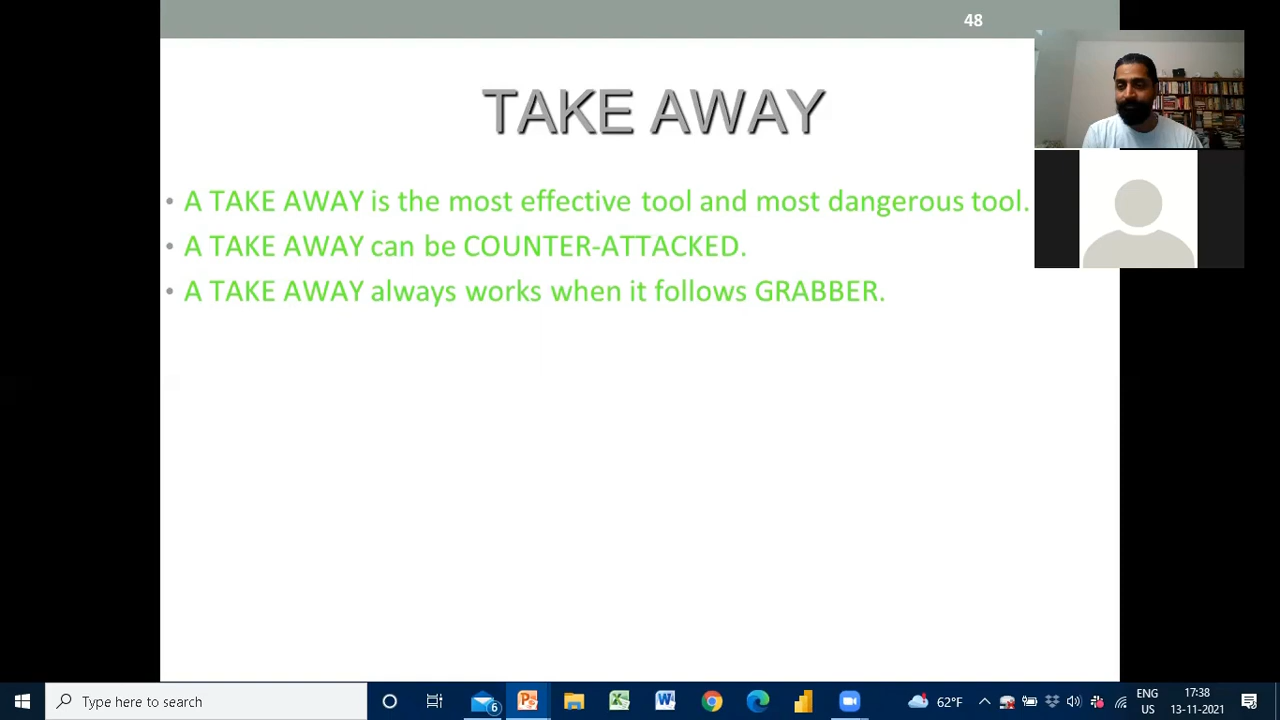 48
TAKE AWAY
• A TAKE AWAY is the most effective tool and most dangerous tool.
• A TAKE AWAY can be COUNTER-ATTACKED.
• A TAKE AWAY always works when it follows GRABBER.
Type here to search
6
62°F
ENG
US
17:38
13-11-2021